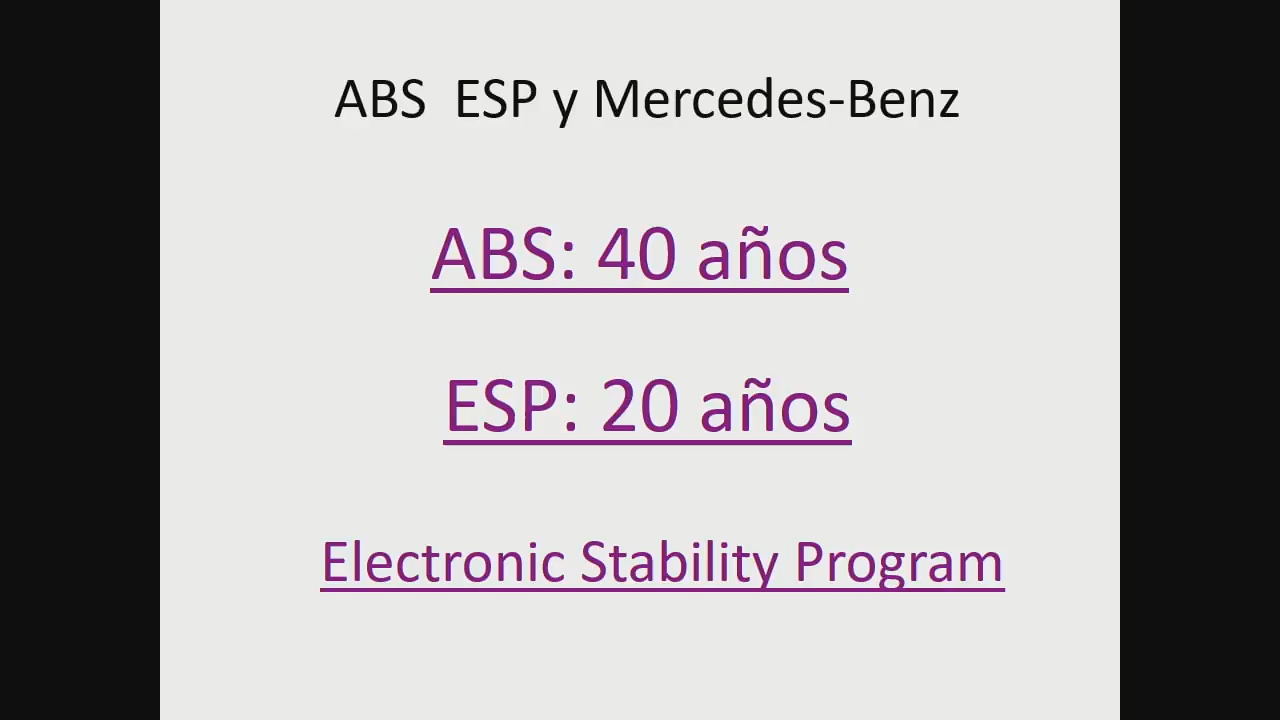 ABS  ESP y Mercedes-Benz
ABS: 40 años
ESP: 20 años
Electronic Stability Program